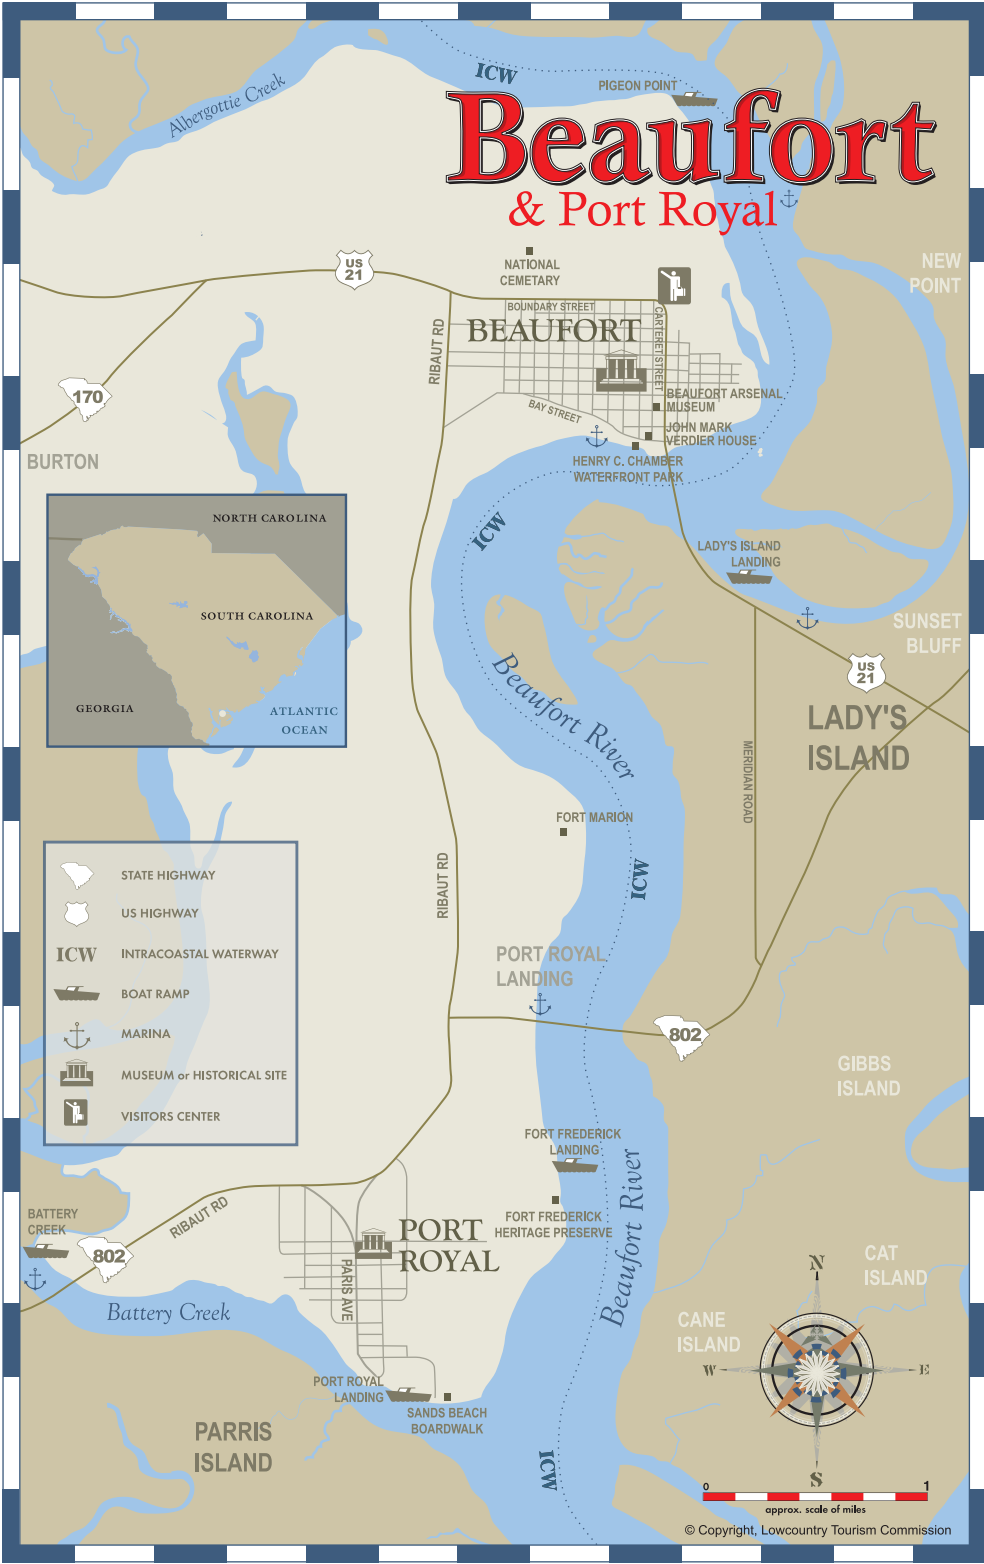 ICW
PIGEON POINT
Albergottie Creek
Beaufort
& Port Royal
NEW
POINT
NATIONAL
CEMETARY
US
21
BOUNDARY STREET
BEAUFORT
CARTERET STREET
RIBAUT RD
170
BEAUFORT ARSENAL
MUSEUM
BAY STREET
JOHN MARK
VERDIER HOUSE
BURTON
HENRY C. CHAMBER
WATERFRONT PARK
NORTH CAROLINA
ICW
LADY'S ISLAND
LANDING
SOUTH CAROLINA
SUNSET
BLUFF
US
21
Beaufort River
GEORGIA
ATLANTIC
OCEAN
LADY'S
ISLAND
MERIDIAN ROAD
FORT MARION
STATE HIGHWAY
US HIGHWAY
ICW
INTRACOASTAL WATERWAY
BOAT RAMP
MARINA
MUSEUM or HISTORICAL SITE
VISITORS CENTER
RIBAUT RD
ICW
PORT ROYAL
LANDING
802
GIBBS
ISLAND
FORT FREDERICK
LANDING
Beaufort River
FORT FREDERICK
HERITAGE PRESERVE
BATTERY
CREEK
RIBAUT RD
802
PORT
ROYAL
PARIS AVE
CAT
ISLAND
Battery Creek
CANE
ISLAND
N
W
E
S
PORT ROYAL
LANDING
SANDS BEACH
BOARDWALK
PARRIS
ISLAND
ICW
0
1
approx. scale of miles
© Copyright, Lowcountry Tourism Commission